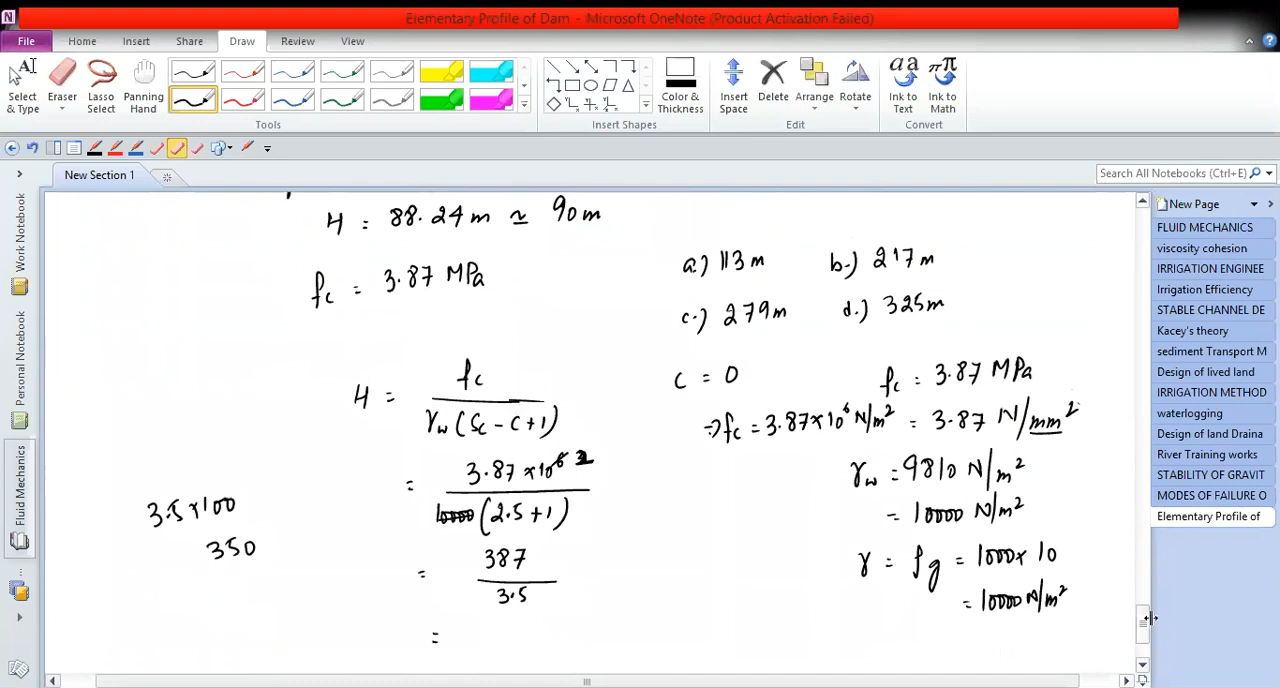 Elementary Profile of Dam - Microsoft OneNote (Product Activation Failed)
File Home Insert Share Draw Review View
Select & Type
Eraser
Lasso Select
Panning Hand
Color & Thickness
Insert Space
Delete
Arrange
Rotate
Ink to Text
Ink to Math
Tools
Insert Shapes
Edit
Convert
New Section 1
Search All Notebooks (Ctrl+E)
Work Notebook
Personal Notebook
Fluid Mechanics
New Page
FLUID MECHANICS
viscosity cohesion
IRRIGATION ENGINEE
Irrigation Efficiency
STABLE CHANNEL DE
Kacey's theory
sediment Transport M
Design of lived land
IRRIGATION METHOD
waterlogging
Design of land Draina
River Training works
STABILITY OF GRAVIT
MODES OF FAILURE O
Elementary Profile of
H = 88.24 m ≃ 90m
fc = 3.87 MPa
a.) 113 m b.) 217 m
c.) 279 m d.) 325m
H = fc / γw (Sc - C + 1)
= 3.87 × 10^6 2 / 10000 (2.5 + 1)
= 387 / 3.5
=
3.5 × 100
350
C = 0
fc = 3.87 MPa
⇒ fc = 3.87 × 10^6 N/m² = 3.87 N/mm²
γw = 9810 N/m²
= 10000 N/m²
γ = ρg = 1000 × 10
= 10000 N/m²